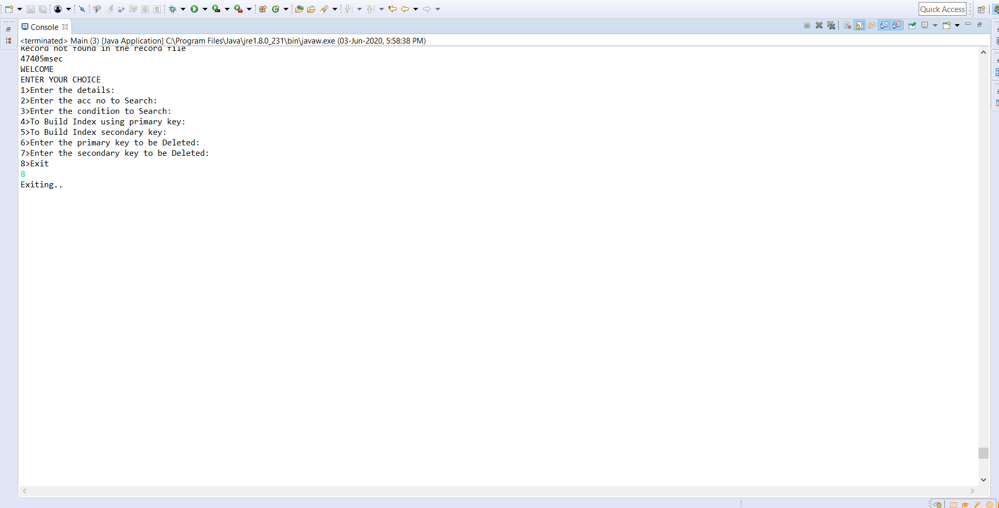 Quick Access
Console
<terminated> Main (3) [Java Application] C:\Program Files\Java\jre1.8.0_231\bin\javaw.exe (03-Jun-2020, 5:58:38 PM)
Record not found in the record file
47405msec
WELCOME
ENTER YOUR CHOICE
1>Enter the details:
2>Enter the acc no to Search:
3>Enter the condition to Search:
4>To Build Index using primary key:
5>To Build Index secondary key:
6>Enter the primary key to be Deleted:
7>Enter the secondary key to be Deleted:
8>Exit
8
Exiting..